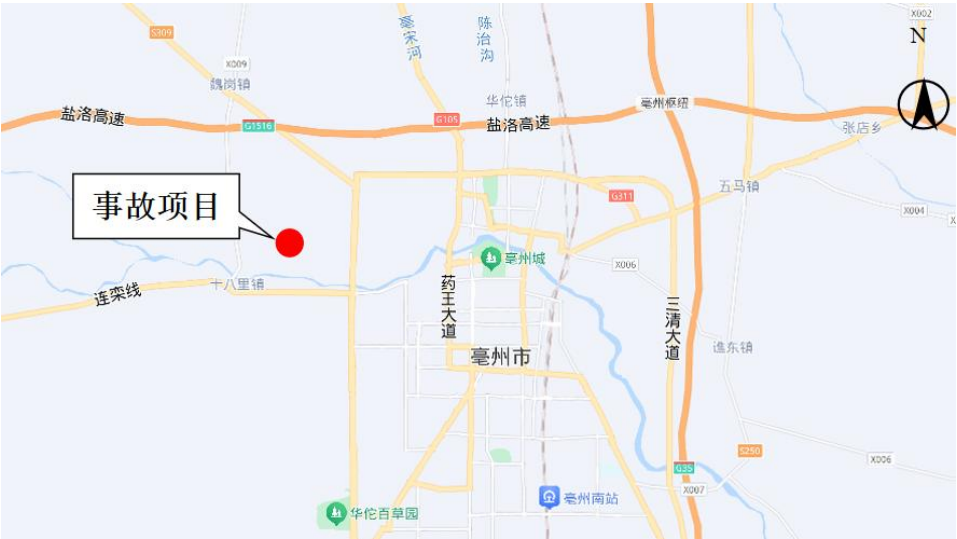 X002
N
S309
亳宋河
陈治沟
X009
魏岗镇
华佗镇
亳州枢纽
盐洛高速
G1516
G105
盐洛高速
张店乡
事故项目
G311
五马镇
X004
X
亳州城
X006
十八里镇
连栾线
药王大道
三清大道
谯东镇
亳州市
S250
X006
G35
X007
亳州南站
华佗百草园